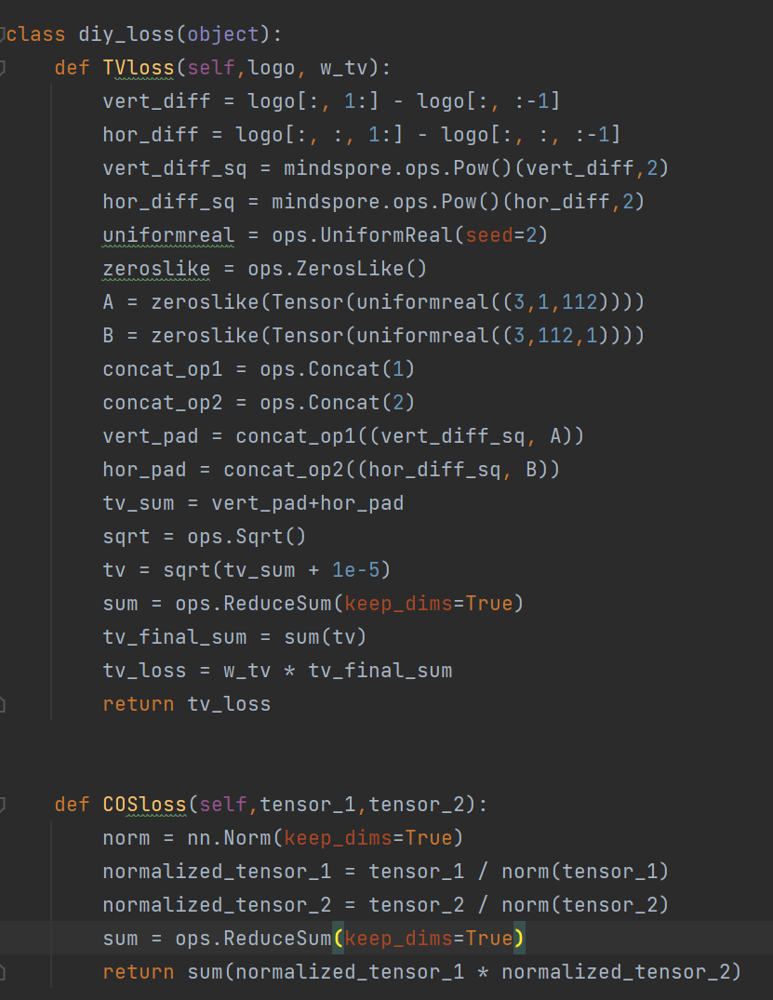 class diy_loss(object):
    def TVloss(self,logo, w_tv):
        vert_diff = logo[:, 1:] - logo[:, :-1]
        hor_diff = logo[:, :, 1:] - logo[:, :, :-1]
        vert_diff_sq = mindspore.ops.Pow()(vert_diff,2)
        hor_diff_sq = mindspore.ops.Pow()(hor_diff,2)
        uniformreal = ops.UniformReal(seed=2)
        zeroslike = ops.ZerosLike()
        A = zeroslike(Tensor(uniformreal((3,1,112))))
        B = zeroslike(Tensor(uniformreal((3,112,1))))
        concat_op1 = ops.Concat(1)
        concat_op2 = ops.Concat(2)
        vert_pad = concat_op1((vert_diff_sq, A))
        hor_pad = concat_op2((hor_diff_sq, B))
        tv_sum = vert_pad+hor_pad
        sqrt = ops.Sqrt()
        tv = sqrt(tv_sum + 1e-5)
        sum = ops.ReduceSum(keep_dims=True)
        tv_final_sum = sum(tv)
        tv_loss = w_tv * tv_final_sum
        return tv_loss
    def COSloss(self,tensor_1,tensor_2):
        norm = nn.Norm(keep_dims=True)
        normalized_tensor_1 = tensor_1 / norm(tensor_1)
        normalized_tensor_2 = tensor_2 / norm(tensor_2)
        sum = ops.ReduceSum(keep_dims=True)
        return sum(normalized_tensor_1 * normalized_tensor_2)